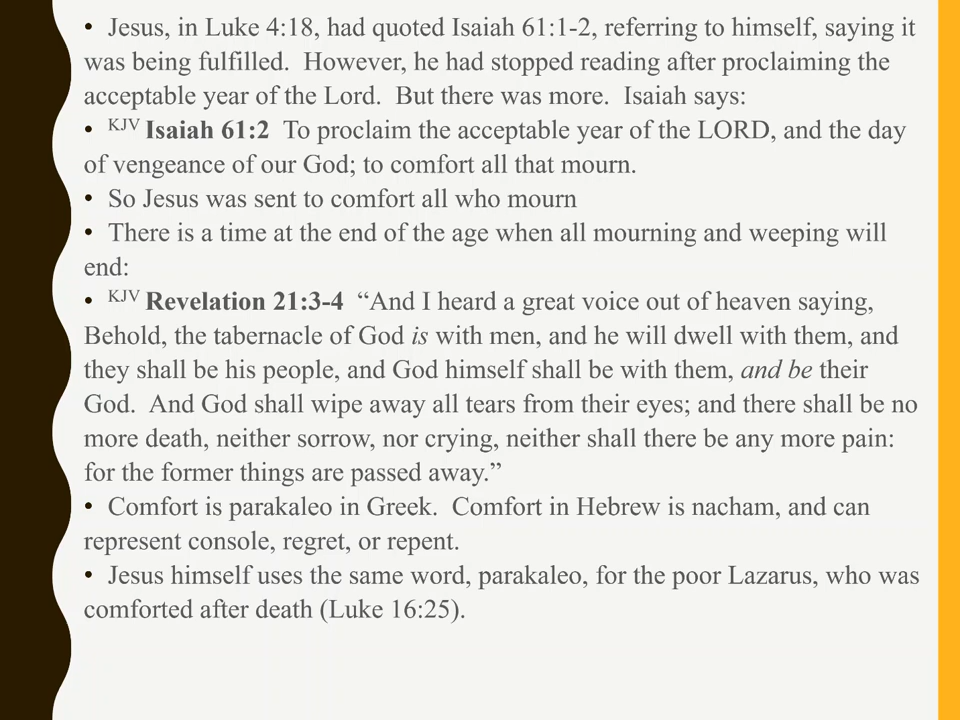 • Jesus, in Luke 4:18, had quoted Isaiah 61:1-2, referring to himself, saying it
was being fulfilled.  However, he had stopped reading after proclaiming the
acceptable year of the Lord.  But there was more.  Isaiah says:
• KJV Isaiah 61:2  To proclaim the acceptable year of the LORD, and the day
of vengeance of our God; to comfort all that mourn.
• So Jesus was sent to comfort all who mourn
• There is a time at the end of the age when all mourning and weeping will
end:
• KJV Revelation 21:3-4  “And I heard a great voice out of heaven saying,
Behold, the tabernacle of God is with men, and he will dwell with them, and
they shall be his people, and God himself shall be with them, and be their
God.  And God shall wipe away all tears from their eyes; and there shall be no
more death, neither sorrow, nor crying, neither shall there be any more pain:
for the former things are passed away.”
• Comfort is parakaleo in Greek.  Comfort in Hebrew is nacham, and can
represent console, regret, or repent.
• Jesus himself uses the same word, parakaleo, for the poor Lazarus, who was
comforted after death (Luke 16:25).